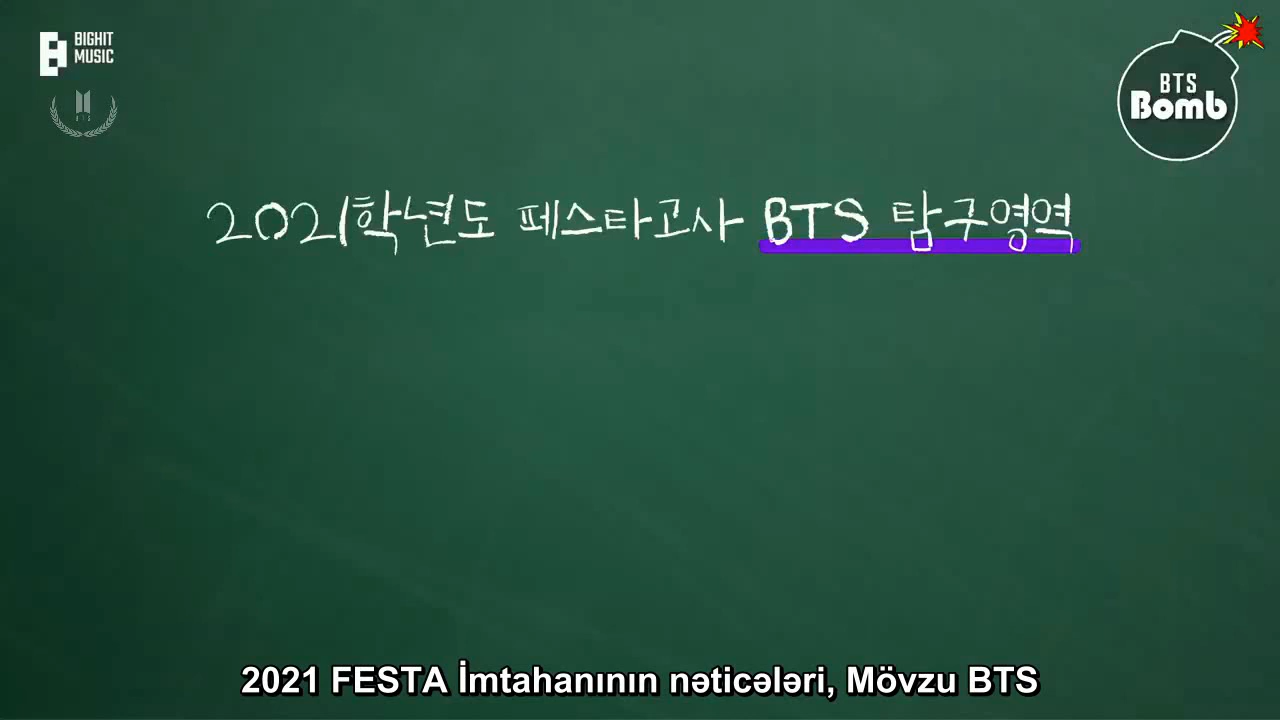 BIGHIT
MUSIC
BTS
BTS
Bomb
2021학년도 페스타고사 BTS 탐구영역
2021 FESTA İmtahanının nəticələri, Mövzu BTS